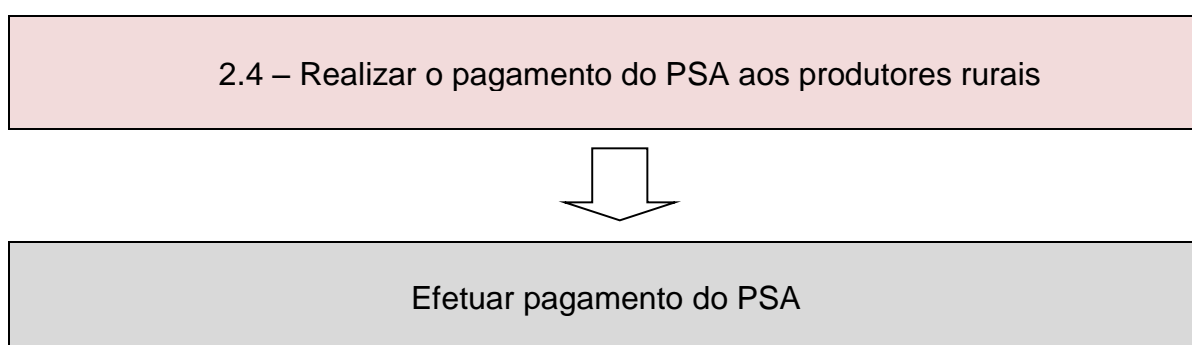 2.4 – Realizar o pagamento do PSA aos produtores rurais
Efetuar pagamento do PSA